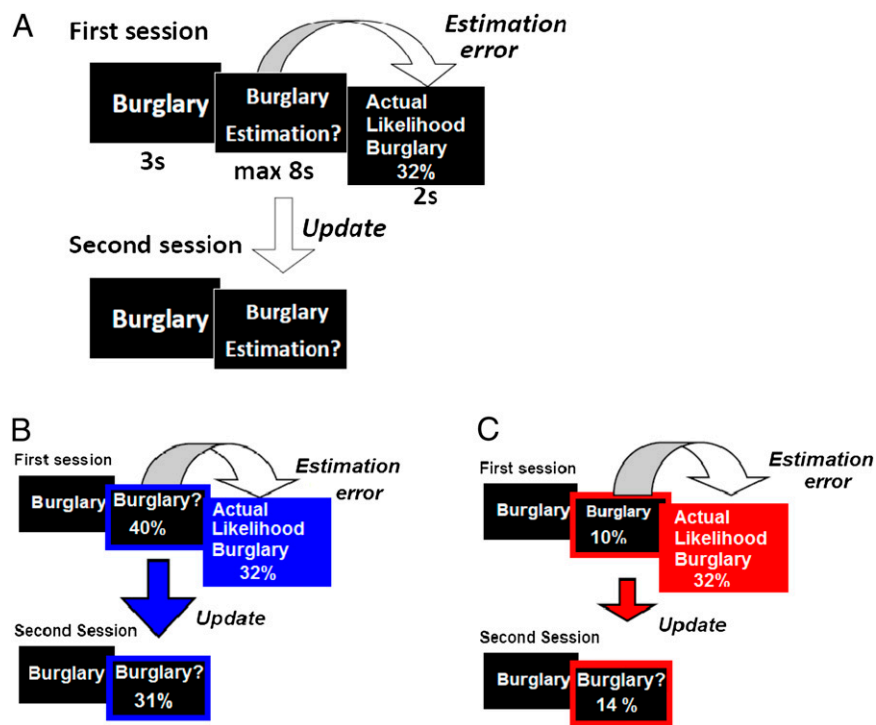 A
First session
Estimation
error
Burglary
Burglary
Estimation?
Actual
Likelihood
Burglary
32%
3s
max 8s
2s
Update
Second session
Burglary
Burglary
Estimation?
B
First session
Estimation
error
Burglary
Burglary?
40%
Actual
Likelihood
Burglary
32%
Update
Second Session
Burglary
Burglary?
31%
C
First session
Estimation
error
Burglary
Burglary
10%
Actual
Likelihood
Burglary
32%
Update
Second Session
Burglary
Burglary?
14 %